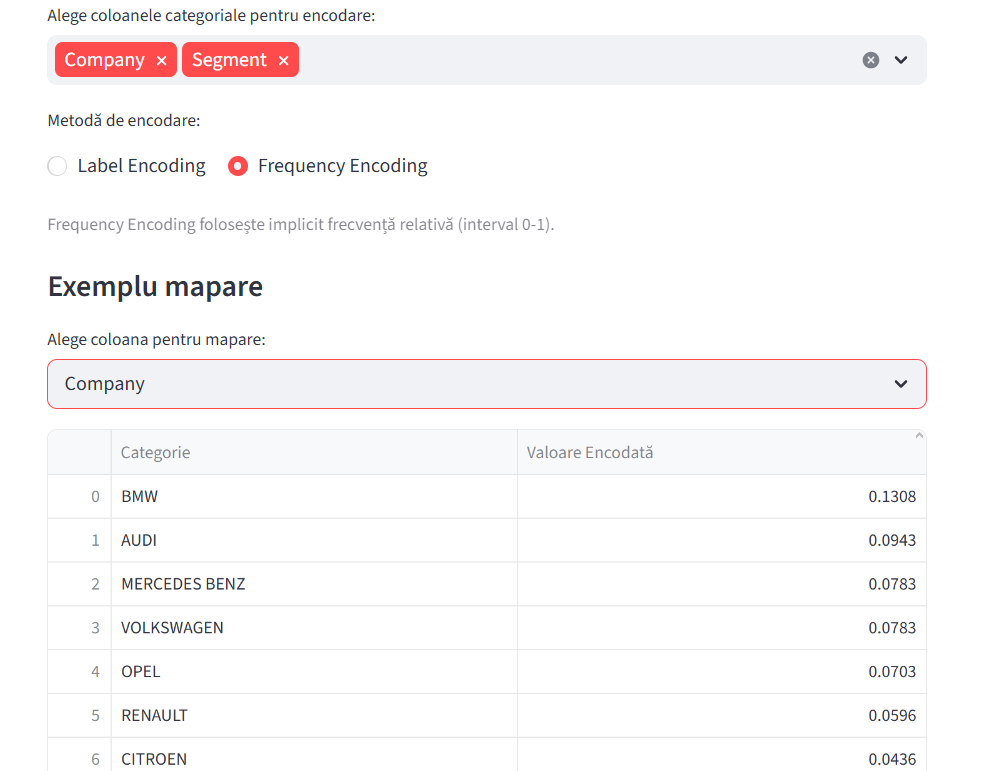 Alege coloanele categoriale pentru encodare:
Company × Segment ×
Metodă de encodare:
Label Encoding Frequency Encoding
Frequency Encoding folosește implicit frecvență relativă (interval 0-1).
Exemplu mapare
Alege coloana pentru mapare:
Company
Categorie Valoare Encodată
0 BMW 0.1308
1 AUDI 0.0943
2 MERCEDES BENZ 0.0783
3 VOLKSWAGEN 0.0783
4 OPEL 0.0703
5 RENAULT 0.0596
6 CITROEN 0.0436